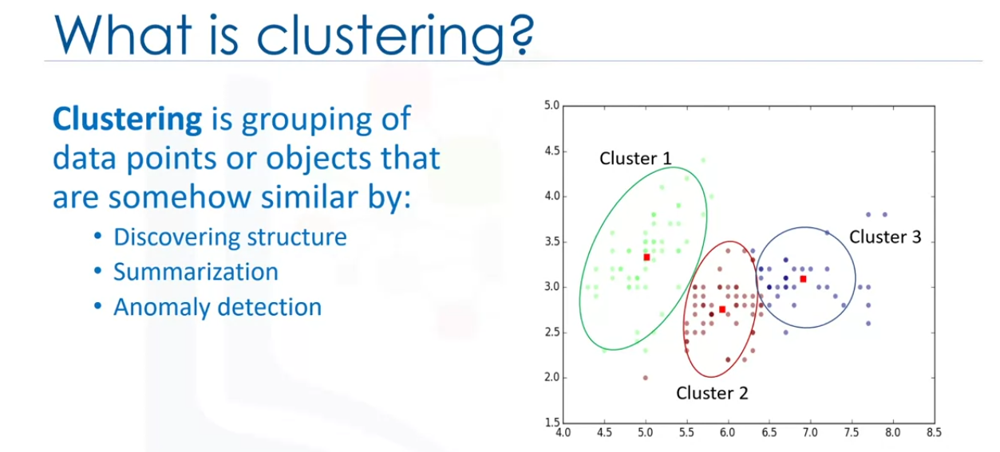 What is clustering?
Clustering is grouping of
data points or objects that
are somehow similar by:
• Discovering structure
• Summarization
• Anomaly detection
5.0
4.5
4.0
3.5
3.0
2.5
2.0
1.5
Cluster 1
Cluster 3
Cluster 2
4.0 4.5 5.0 5.5 6.0 6.5 7.0 7.5 8.0 8.5